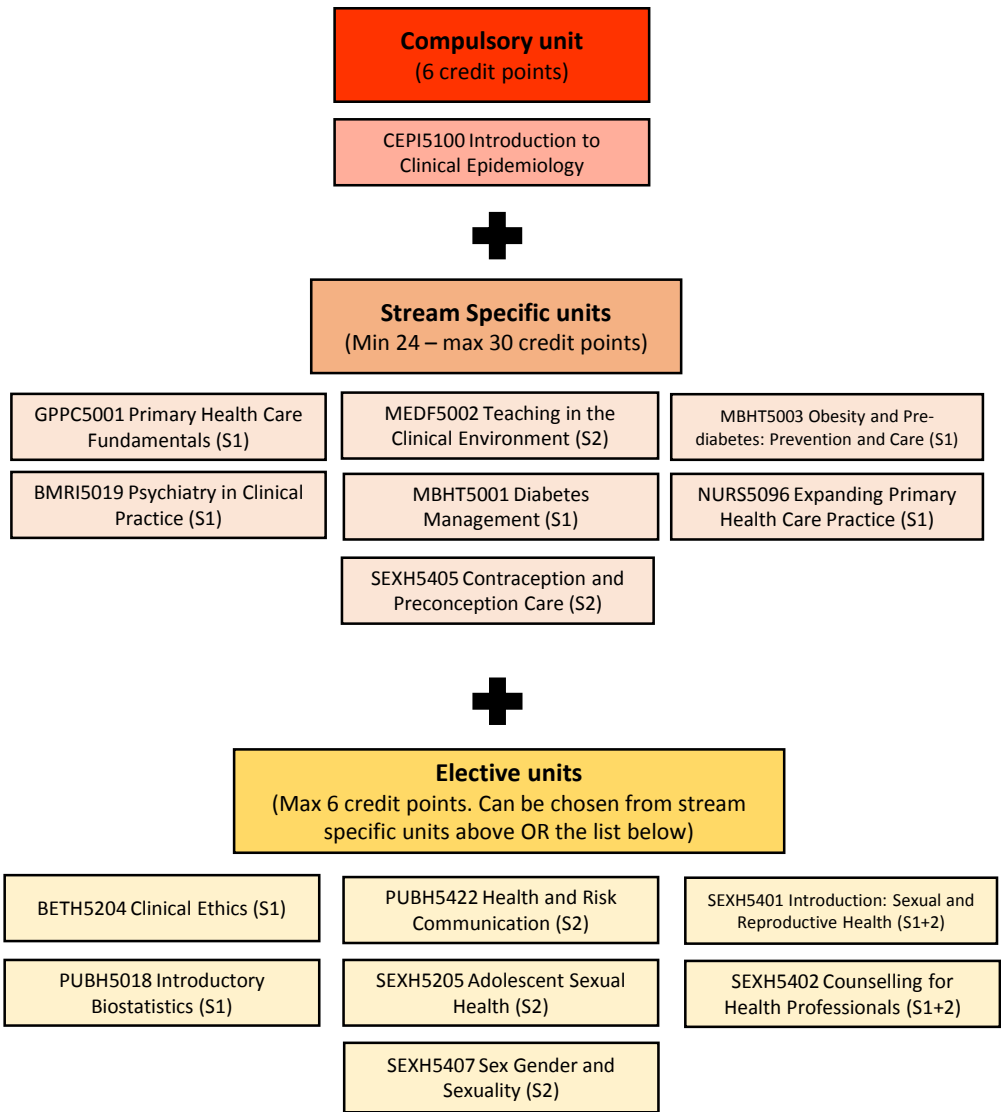 Compulsory unit
(6 credit points)
CEPI5100 Introduction to
Clinical Epidemiology
Stream Specific units
(Min 24 – max 30 credit points)
GPPC5001 Primary Health Care
Fundamentals (S1)
MEDF5002 Teaching in the
Clinical Environment (S2)
MBHT5003 Obesity and Pre-
diabetes: Prevention and Care (S1)
BMRI5019 Psychiatry in Clinical
Practice (S1)
MBHT5001 Diabetes
Management (S1)
NURS5096 Expanding Primary
Health Care Practice (S1)
SEXH5405 Contraception and
Preconception Care (S2)
Elective units
(Max 6 credit points. Can be chosen from stream
specific units above OR the list below)
BETH5204 Clinical Ethics (S1)
PUBH5422 Health and Risk
Communication (S2)
SEXH5401 Introduction: Sexual and
Reproductive Health (S1+2)
PUBH5018 Introductory
Biostatistics (S1)
SEXH5205 Adolescent Sexual
Health (S2)
SEXH5402 Counselling for
Health Professionals (S1+2)
SEXH5407 Sex Gender and
Sexuality (S2)